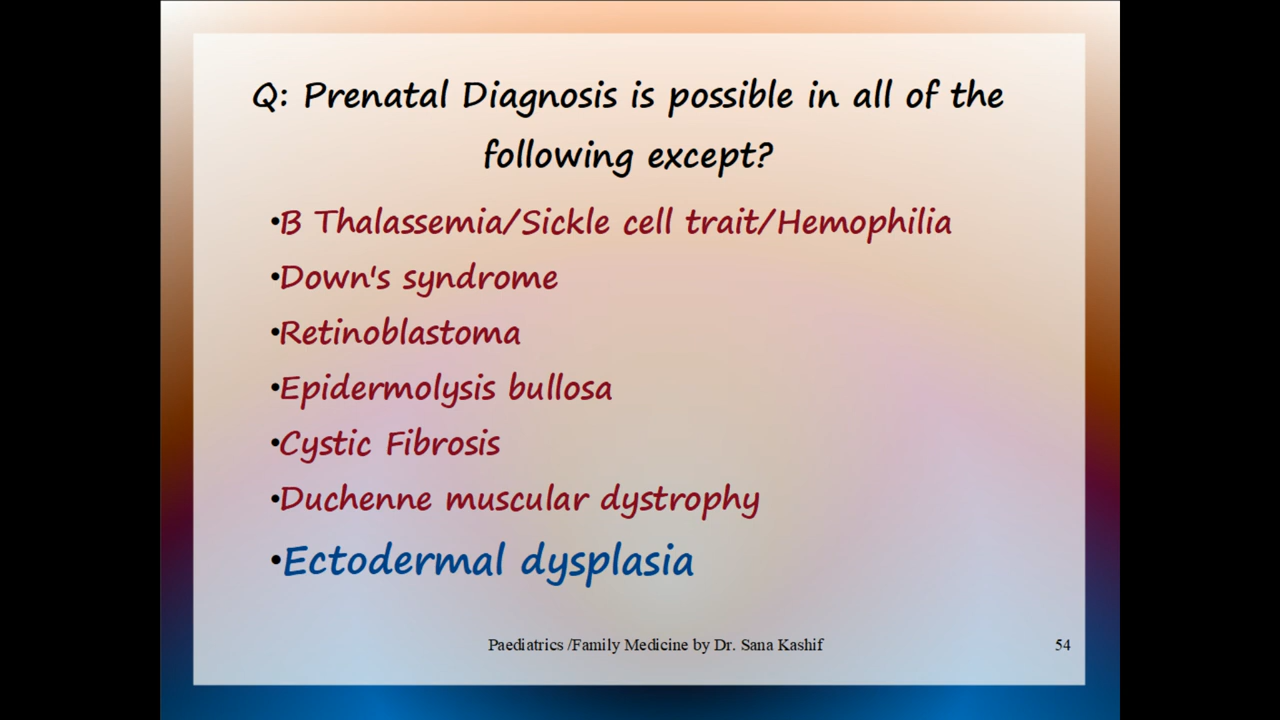 Q: Prenatal Diagnosis is possible in all of the
following except?
•B Thalassemia/Sickle cell trait/Hemophilia
•Down's syndrome
•Retinoblastoma
•Epidermolysis bullosa
•Cystic Fibrosis
•Duchenne muscular dystrophy
•Ectodermal dysplasia
Paediatrics /Family Medicine by Dr. Sana Kashif 54